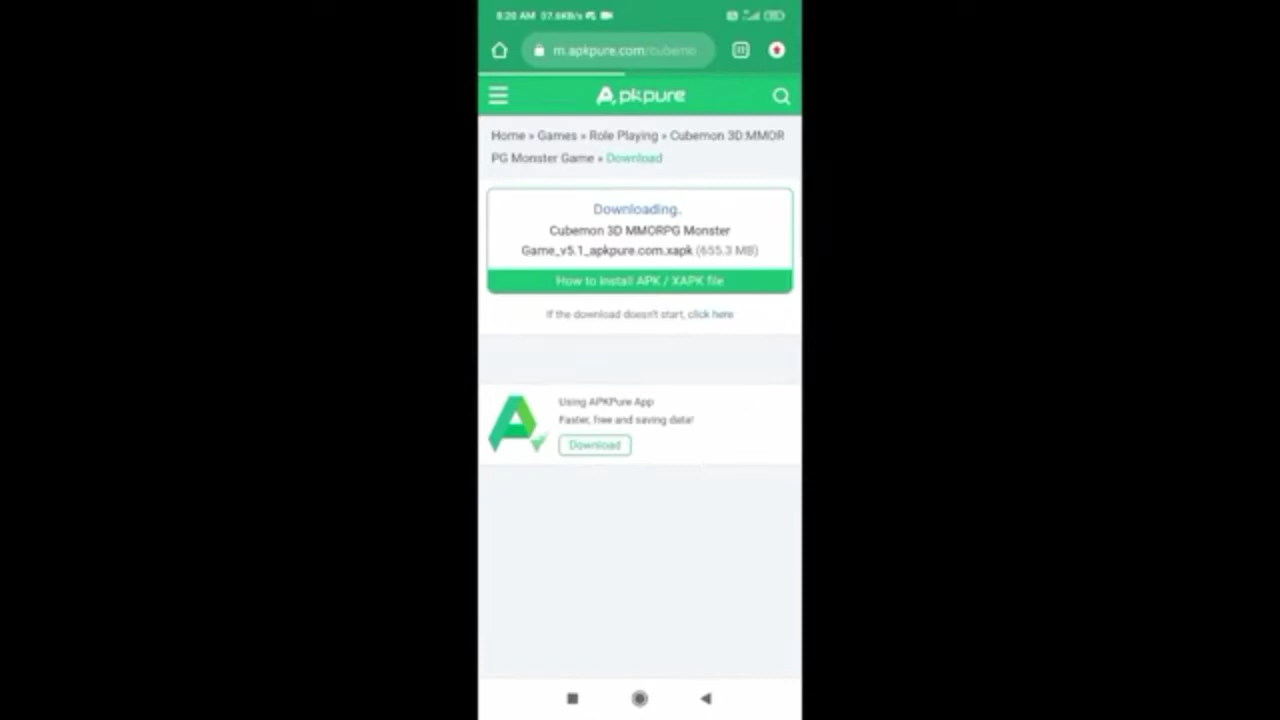 8:20 AM 37.6KB/s
m.apkpure.com/cubemo
Apkpure
Home » Games » Role Playing » Cubemon 3D:MMOR
PG Monster Game » Download
Downloading.
Cubemon 3D MMORPG Monster
Game_v5.1_apkpure.com.xapk (655.3 MB)
How to install APK / XAPK file
If the download doesn't start, click here
Using APKPure App
Faster, free and saving data!
Download